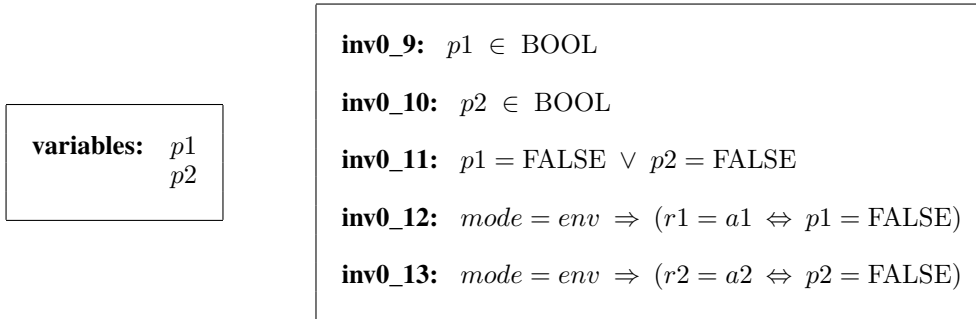 variables: p1
p2
inv0_9: p1 ∈ BOOL
inv0_10: p2 ∈ BOOL
inv0_11: p1 = FALSE ∨ p2 = FALSE
inv0_12: mode = env ⇒ (r1 = a1 ⇔ p1 = FALSE)
inv0_13: mode = env ⇒ (r2 = a2 ⇔ p2 = FALSE)